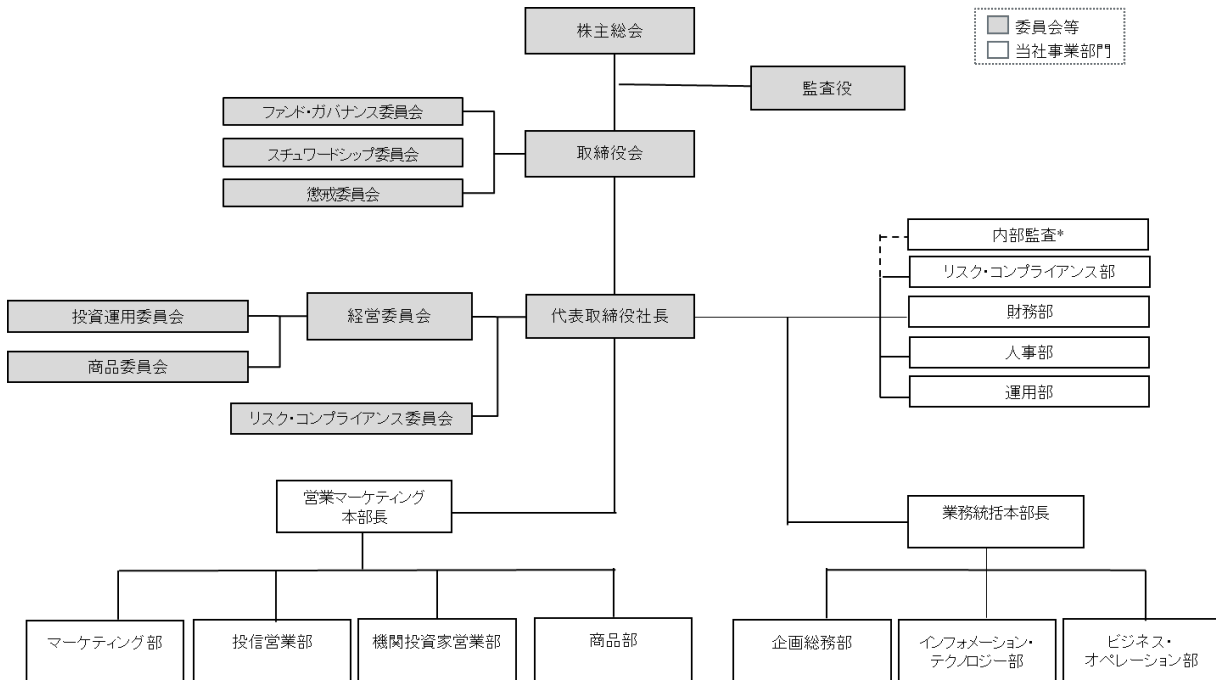 株主総会
委員会等
当社事業部門
監査役
ファンド・ガバナンス委員会
スチュワードシップ委員会
懲戒委員会
取締役会
内部監査*
リスク・コンプライアンス部
財務部
人事部
運用部
投資運用委員会
商品委員会
経営委員会
代表取締役社長
リスク・コンプライアンス委員会
営業マーケティング
本部長
業務統括本部長
マーケティング部
投信営業部
機関投資家営業部
商品部
企画総務部
インフォメーション・
テクノロジー部
ビジネス・
オペレーション部